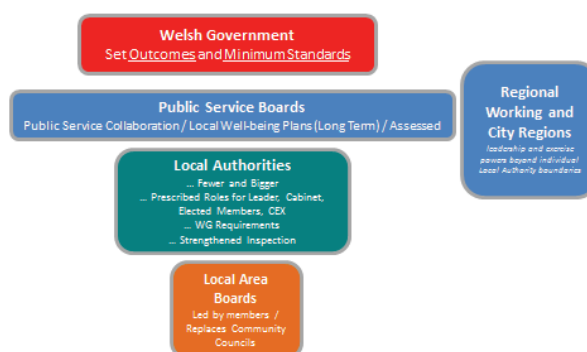 Welsh Government
Set Outcomes and Minimum Standards
Public Service Boards
Public Service Collaboration / Local Well-being Plans (Long Term) / Assessed
Regional
Working and
City Regions
leadership and exercise
powers beyond individual
Local Authority boundaries
Local Authorities
... Fewer and Bigger
... Prescribed Roles for Leader, Cabinet,
Elected Members, CEX
... WG Requirements
... Strengthened Inspection
Local Area
Boards
Led by members /
Replaces Community
Councils